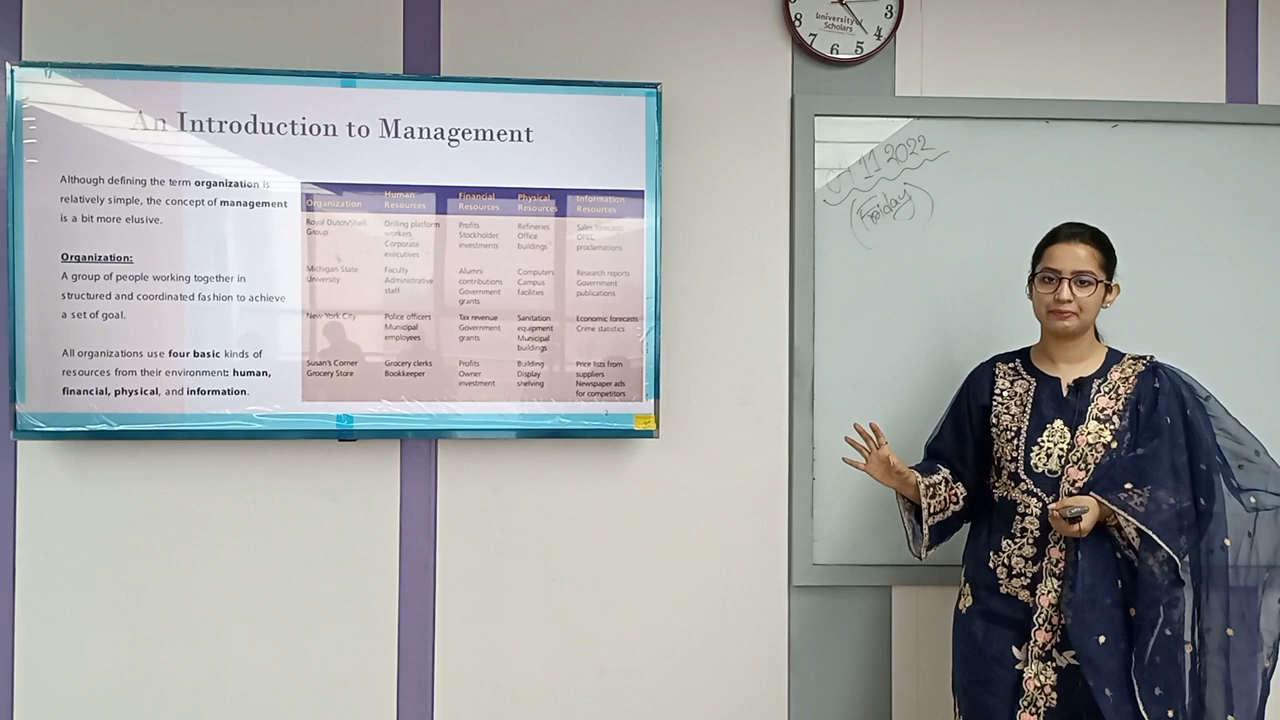 An Introduction to Management
Although defining the term organization is
relatively simple, the concept of management
is a bit more elusive.
Organization:
A group of people working together in
structured and coordinated fashion to achieve
a set of goal.
All organizations use four basic kinds of
resources from their environment: human,
financial, physical, and information.
Organization
Human
Resources
Financial
Resources
Physical
Resources
Information
Resources
Royal Dutch/Shell
Group
Drilling platform
workers
Corporate
executives
Profits
Stockholder
investments
Refineries
Office
buildings
Sales forecasts
OPEC
proclamations
Michigan State
University
Faculty
Administrative
staff
Alumni
contributions
Government
grants
Computers
Campus
facilities
Research reports
Government
publications
New York City
Police officers
Municipal
employees
Tax revenue
Government
grants
Sanitation
equipment
Municipal
buildings
Economic forecasts
Crime statistics
Susan's Corner
Grocery Store
Grocery clerks
Bookkeeper
Profits
Owner
investment
Building
Display
shelving
Price lists from
suppliers
Newspaper ads
for competitors
2
3
4
5
6
7
8
University of
Scholars
11 2022
(Friday)